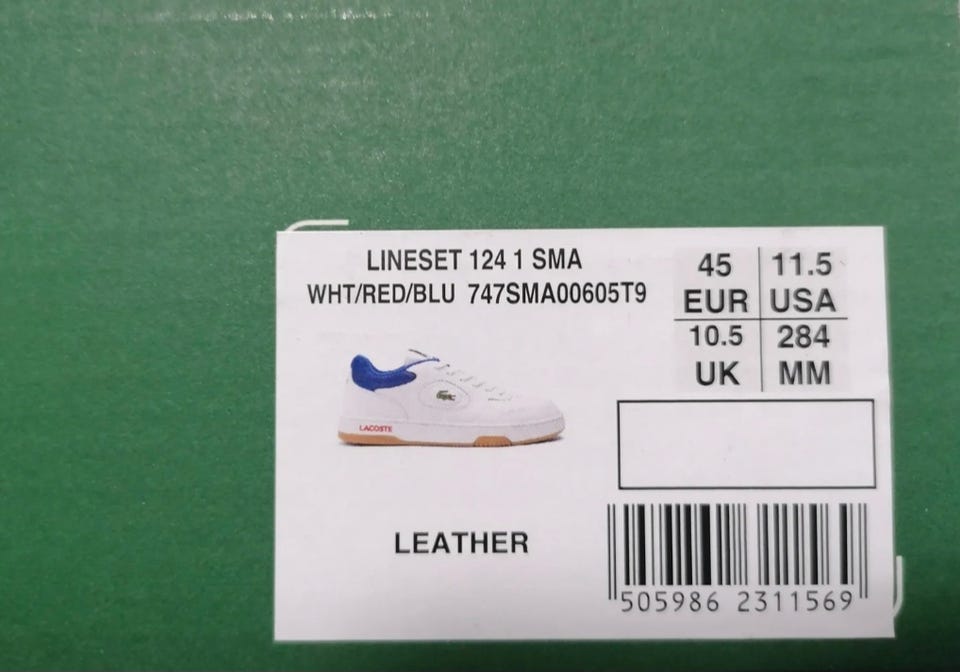 LINESET 124 1 SMA
WHT/RED/BLU 747SMA00605T9
45 11.5
EUR USA
10.5 284
UK MM
LACOSTE
LEATHER
505986 2311569